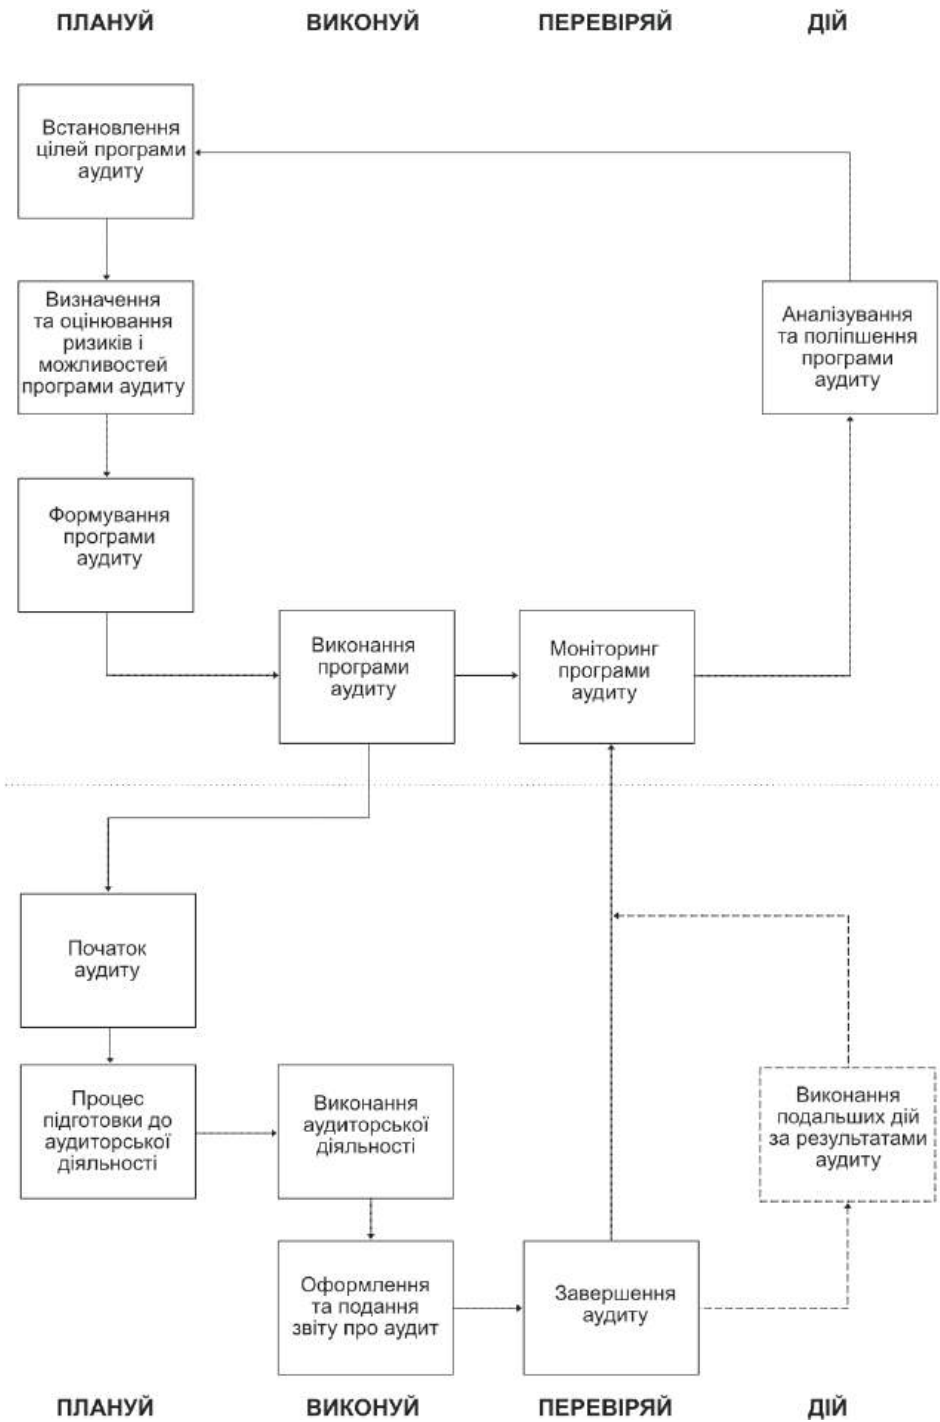 ПЛАНУЙ ВИКОНУЙ ПЕРЕВІРЯЙ ДІЙ
Встановлення
цілей програми
аудиту
Визначення
та оцінювання
ризиків і
можливостей
програми аудиту
Аналізування
та поліпшення
програми
аудиту
Формування
програми
аудиту
Виконання
програми
аудиту
Моніторинг
програми
аудиту
Початок
аудиту
Процес
підготовки до
аудиторської
діяльності
Виконання
аудиторської
діяльності
Виконання
подальших дій
за результатами
аудиту
Оформлення
та подання
звіту про аудит
Завершення
аудиту
ПЛАНУЙ ВИКОНУЙ ПЕРЕВІРЯЙ ДІЙ